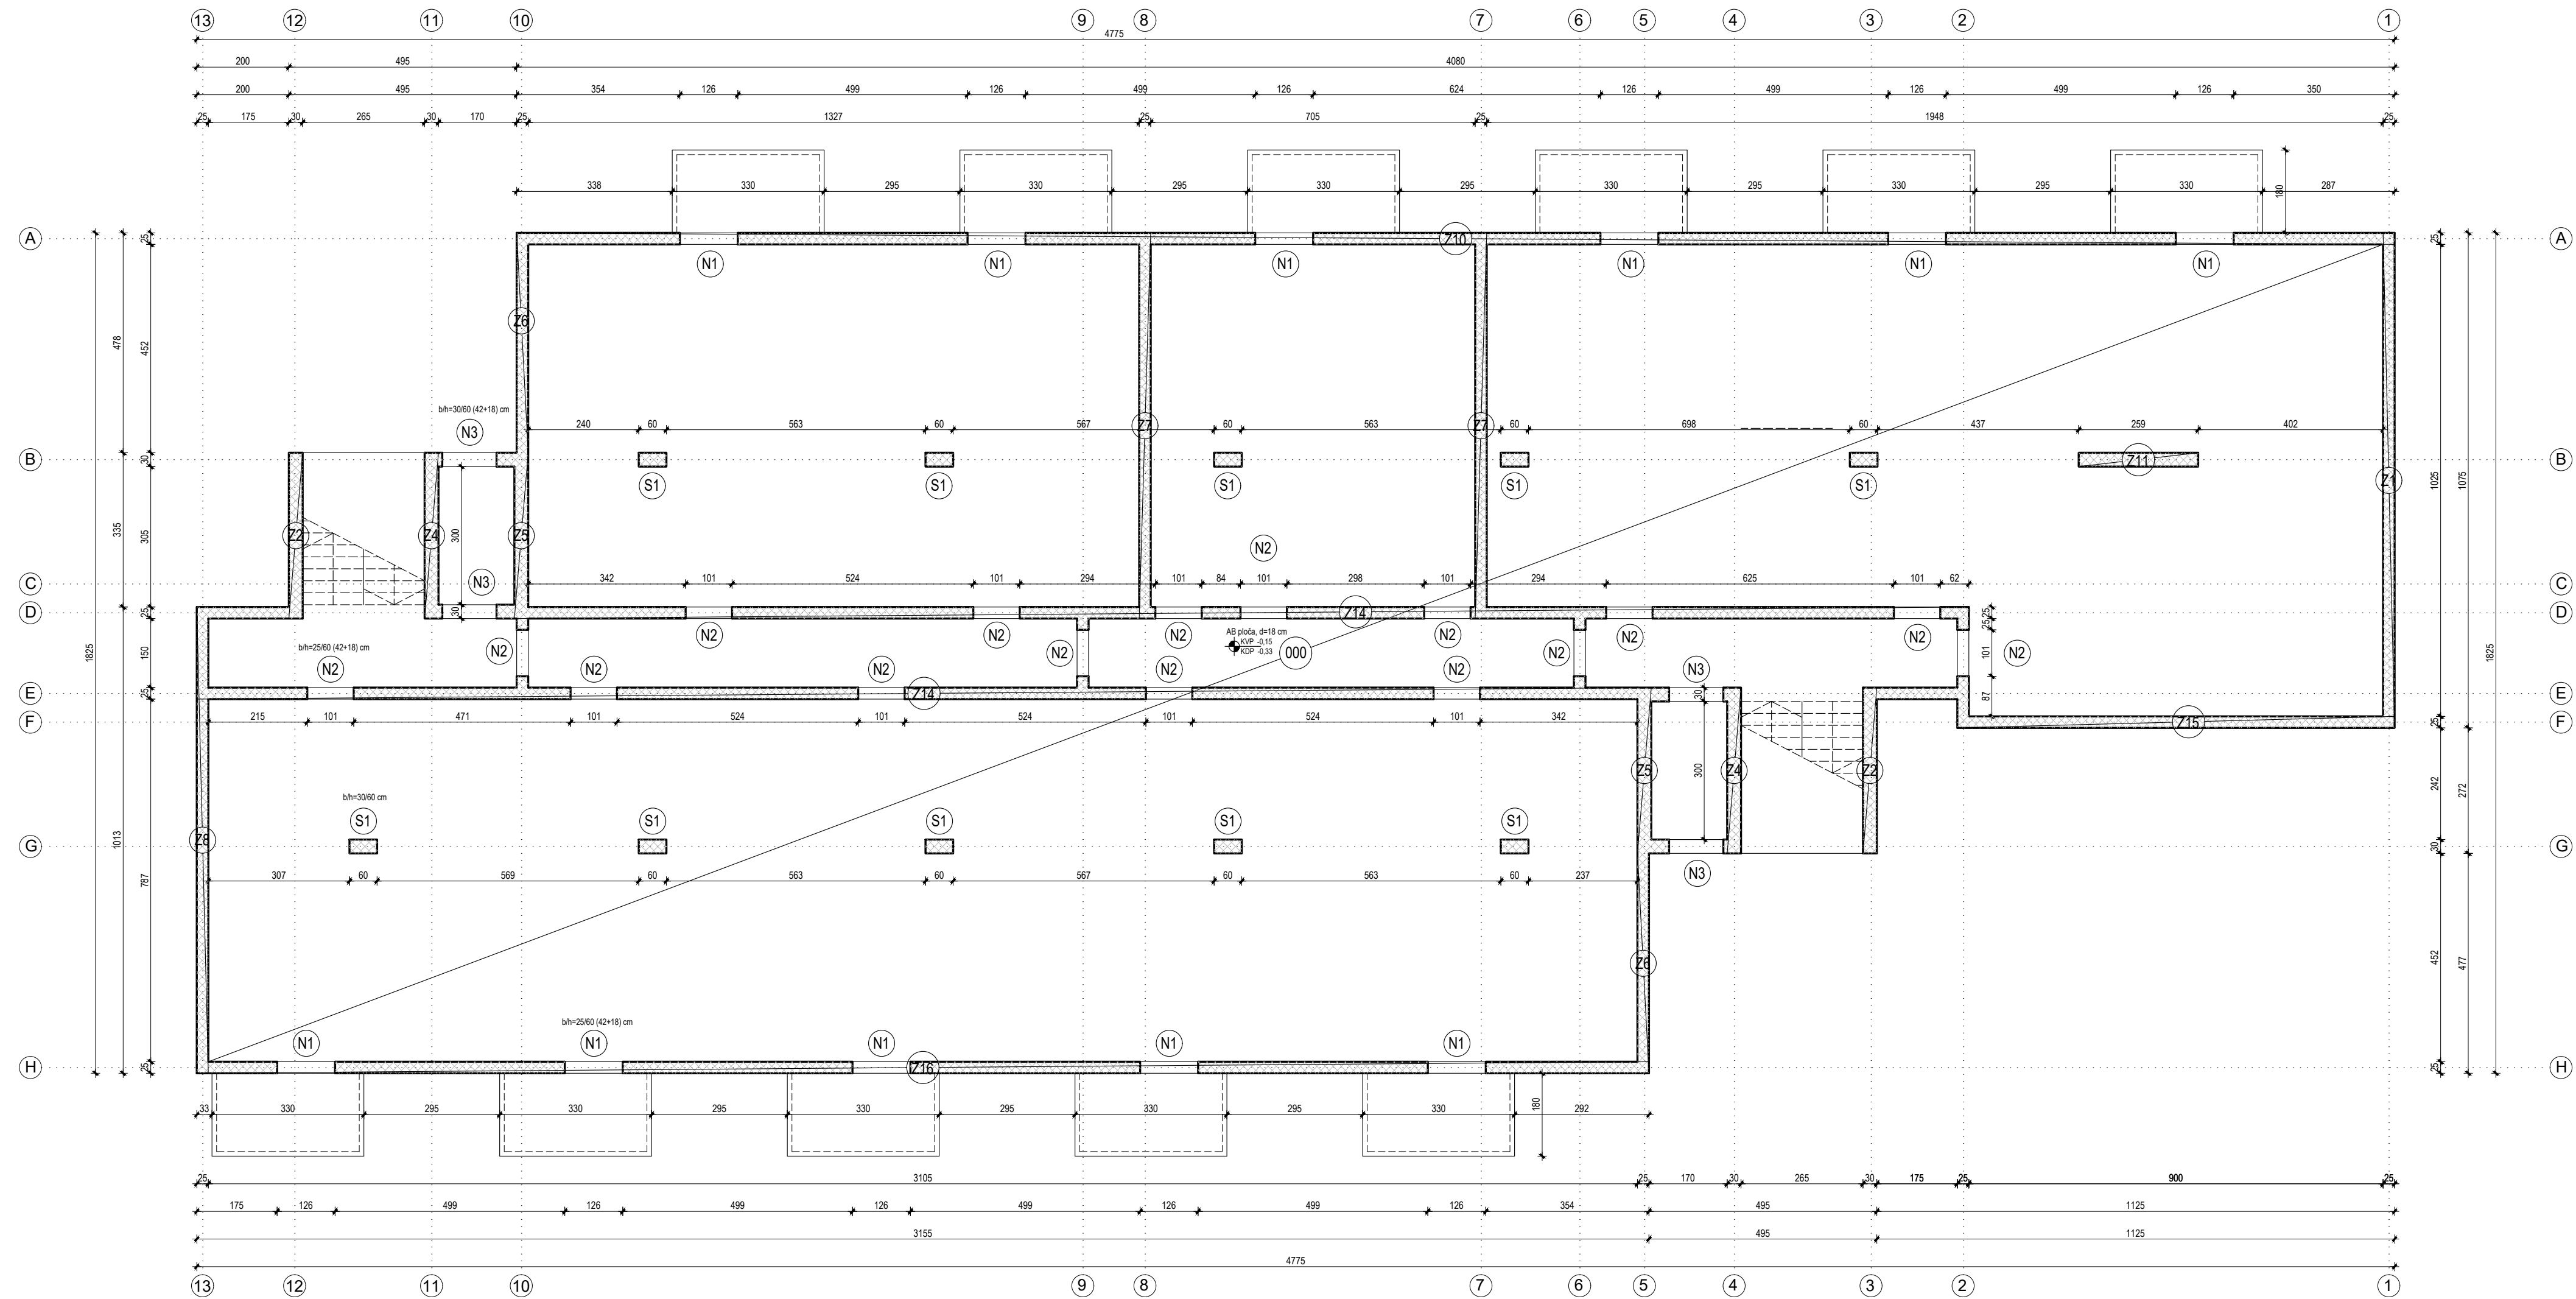 13 12 11 10 9 8 7 6 5 4 3 2 1
4775
200 495 4080
200 495 354 126 499 126 499 126 624 126 499 126 499 126 350
25 175 30 265 30 170 25 1327 25 705 25 1948 25
338 330 295 330 295 330 295 330 295 330 295 330 287 180
A 25 Z10 25 A
N1 N1 N1 N1 N1 N1
Z6
478 452
b/h=30/60 (42+18) cm
N3
240 60 563 60 567 Z7 60 563 Z7 60 698 60 437 259 402
B 30 Z11 B
S1 S1 S1 S1 S1 Z1
1025 1075
335 305 Z2 Z4 300 Z5 N2
C N3 342 101 524 101 294 101 84 101 298 101 294 625 101 62 C
D 25 30 Z14 25 D
25
N2 N2 N2 N2 N2 N2
AB ploča, d=18 cm
KVP -0,15
KDP -0,33
000
1825 150 b/h=25/60 (42+18) cm
N2 N2 N2 N2 N2 N2 N2 N2 N3 101 N2 1825
E 25 Z14 30 87 E
F 215 101 471 101 524 101 524 101 524 101 342 Z15 25 F
Z5 300 Z4 Z2 242 272
b/h=30/60 cm
S1 S1 S1 S1 S1
1013 Z8
G 30 G
787 307 60 569 60 563 60 567 60 563 60 237 N3
Z6 452 477
b/h=25/60 (42+18) cm
N1 N1 N1 N1 N1
H 25 Z16 25 H
33 330 295 330 295 330 295 330 295 330 180 292
25 3105 25 170 30 265 30 175 25 900 25
175 126 499 126 499 126 499 126 499 126 354 495 1125
3155 495 1125
4775
13 12 11 10 9 8 7 6 5 4 3 2 1